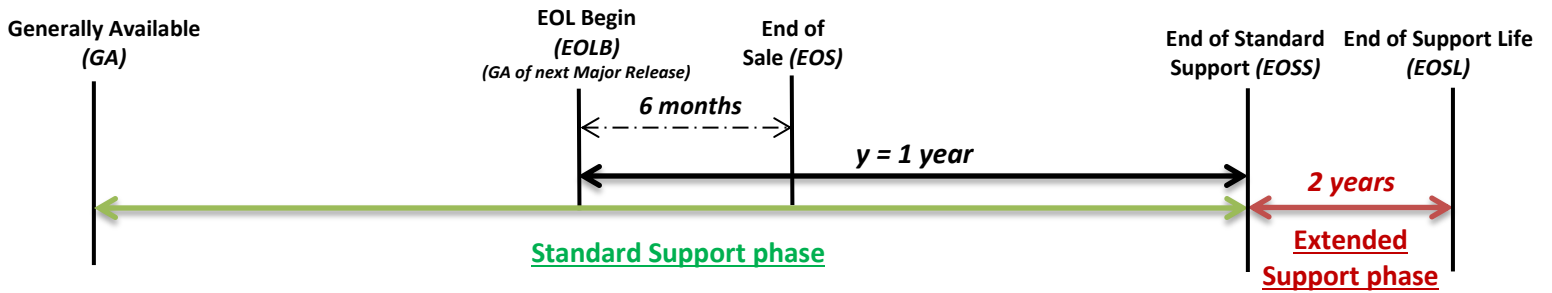 Generally Available
(GA)
EOL Begin
(EOLB)
(GA of next Major Release)
End of
Sale (EOS)
End of Standard
Support (EOSS)
End of Support Life
(EOSL)
6 months
y = 1 year
2 years
Standard Support phase
Extended
Support phase